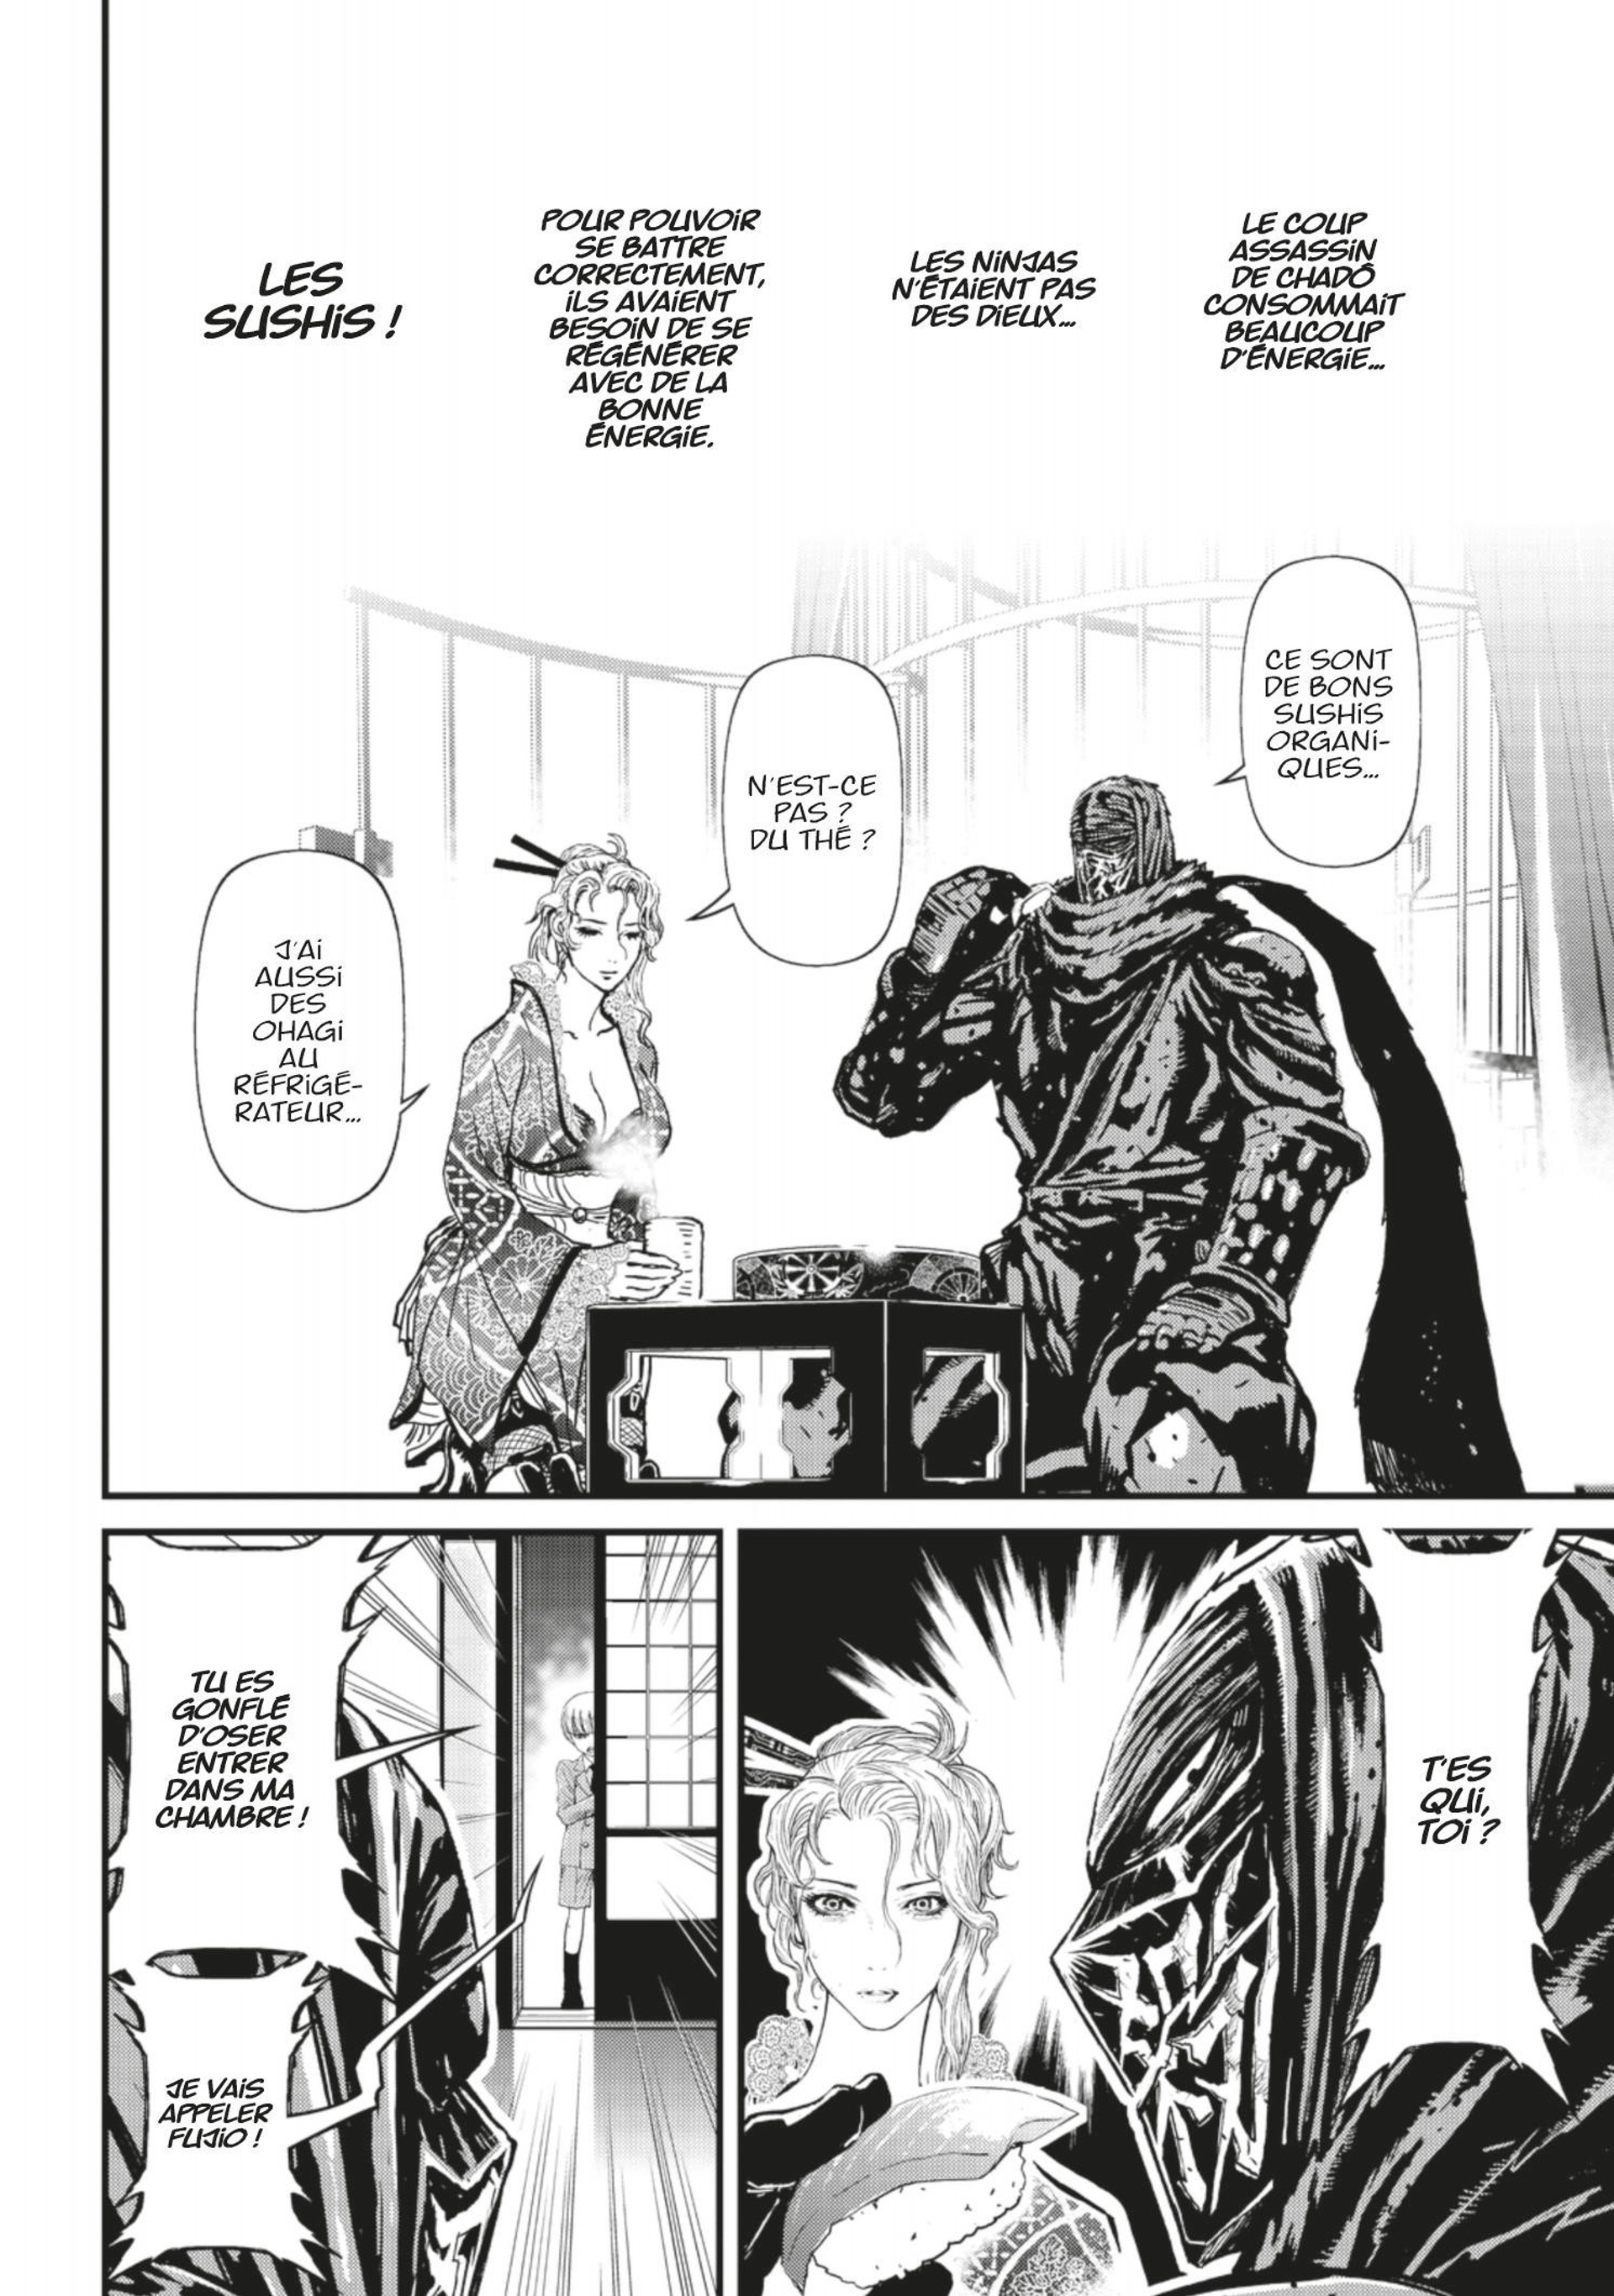 LE COUP
ASSASSIN
DE CHADÔ
CONSOMMAIT
BEAUCOUP
D'ÉNERGIE...
LES NINJAS
N'ÉTAIENT PAS
DES DIEUX...
POUR POUVOIR
SE BATTRE
CORRECTEMENT,
ILS AVAIENT
BESOIN DE SE
RÉGÉNÉRER
AVEC DE LA
BONNE
ÉNERGIE.
LES
SUSHIS !
CE SONT
DE BONS
SUSHIS
ORGANI-
QUES...
N'EST-CE
PAS ?
DU THÉ ?
J'AI
AUSSI
DES
OHAGI
AU
RÉFRIGÉ-
RATEUR...
T'ES
QUI,
TOI ?
TU ES
GONFLÉ
D'OSER
ENTRER
DANS MA
CHAMBRE !
JE VAIS
APPELER
FUJIO !